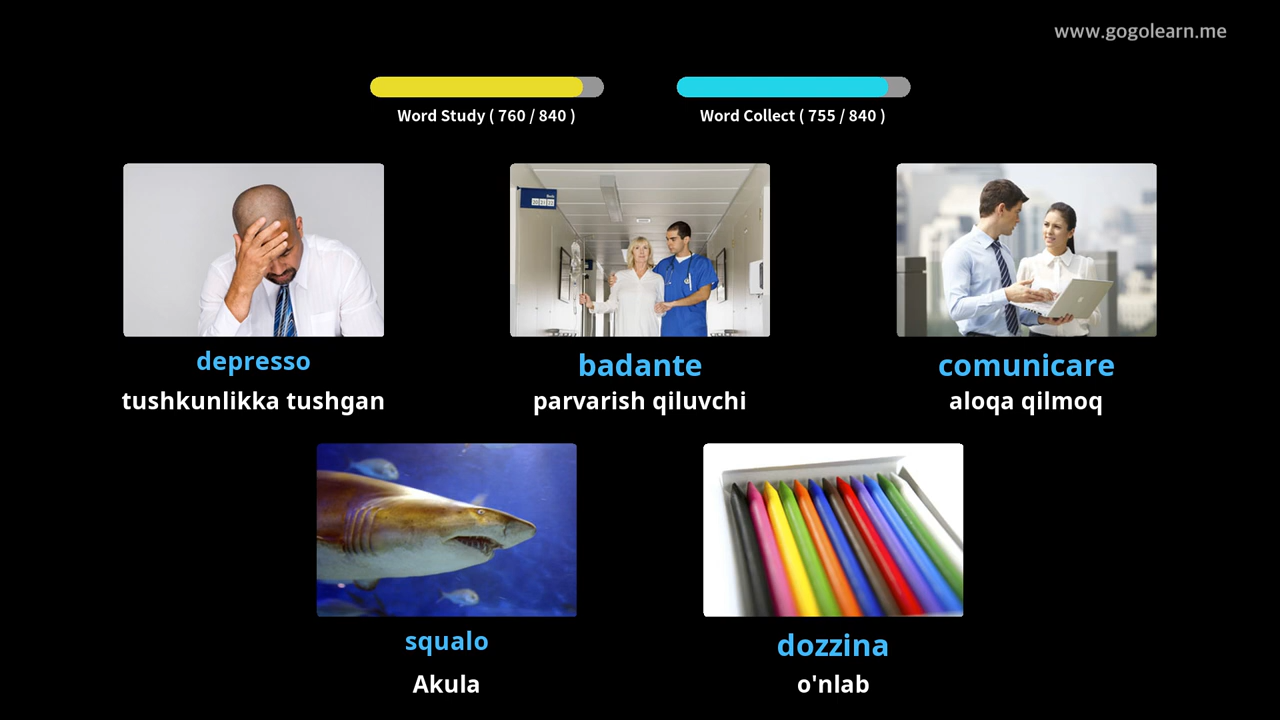 www.gogolearn.me
Word Study ( 760 / 840 )
Word Collect ( 755 / 840 )
depresso
tushkunlikka tushgan
badante
parvarish qiluvchi
comunicare
aloqa qilmoq
squalo
Akula
dozzina
o'nlab